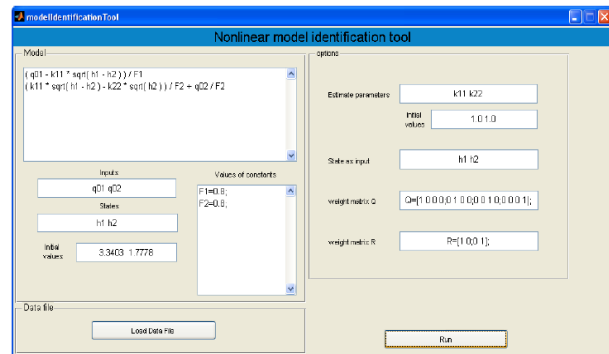 modelIdentificationTool
Nonlinear model identification tool
Model
( q01 - k11 * sqrt( h1 - h2 ) ) / F1
( k11 * sqrt( h1 - h2 ) - k22 * sqrt( h2 ) ) / F2 + q02 / F2
Inputs
q01 q02
States
h1 h2
Initial values
3.3403 1.7778
Values of constants
F1=0.8;
F2=0.8;
Data file
Load Data File
options
Estimate parameters
k11 k22
Initial values
1.0 1.0
State as input
h1 h2
weight matrix Q
Q=[1 0 0 0;0 1 0 0;0 0 1 0;0 0 0 1];
weight matrix R
R=[1 0;0 1];
Run